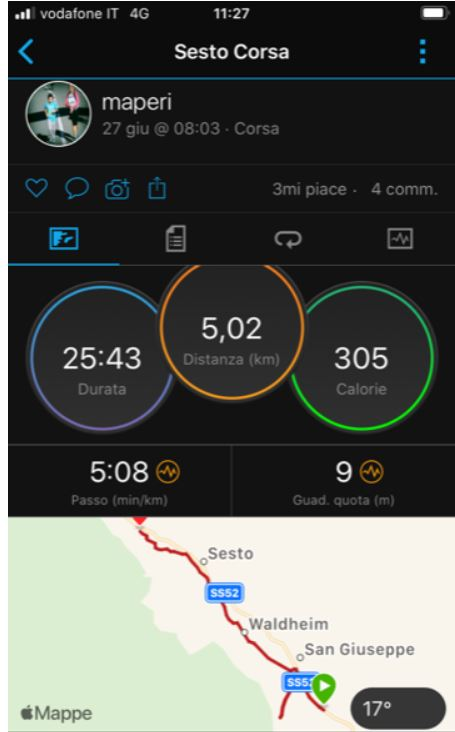 vodafone IT 4G 11:27
Sesto Corsa
maperi
27 giu @ 08:03 · Corsa
3mi piace · 4 comm.
5,02
Distanza (km)
25:43
Durata
305
Calorie
5:08
Passo (min/km)
9
Guad. quota (m)
Sesto
SS52
Waldheim
San Giuseppe
SS52
Mappe
17°